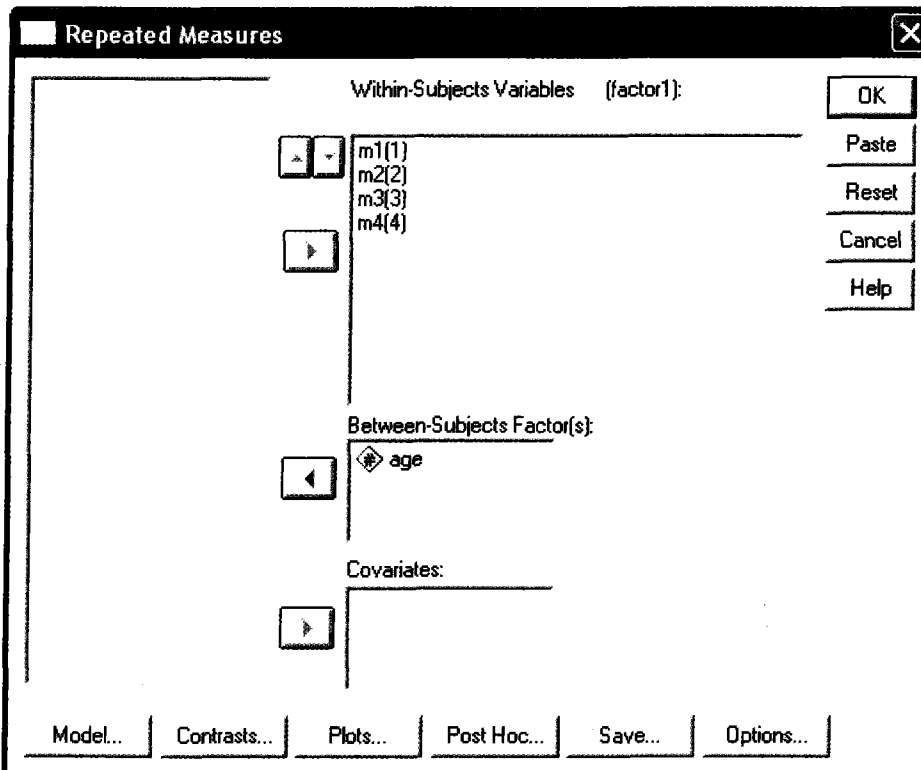 Repeated Measures
Within-Subjects Variables (factor1):
m1(1)
m2(2)
m3(3)
m4(4)
OK
Paste
Reset
Cancel
Help
Between-Subjects Factor(s):
age
Covariates:
Model... Contrasts... Plots... Post Hoc... Save... Options...